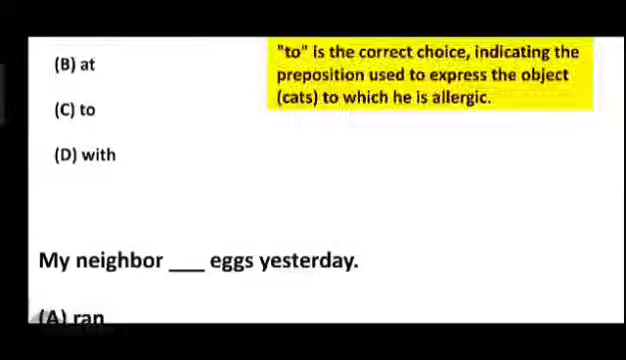 "to" is the correct choice, indicating the
(B) at
preposition used to express the object
(cats) to which he is allergic.
(C) to
(D) with
My neighbor ___ eggs yesterday.
(A) ran